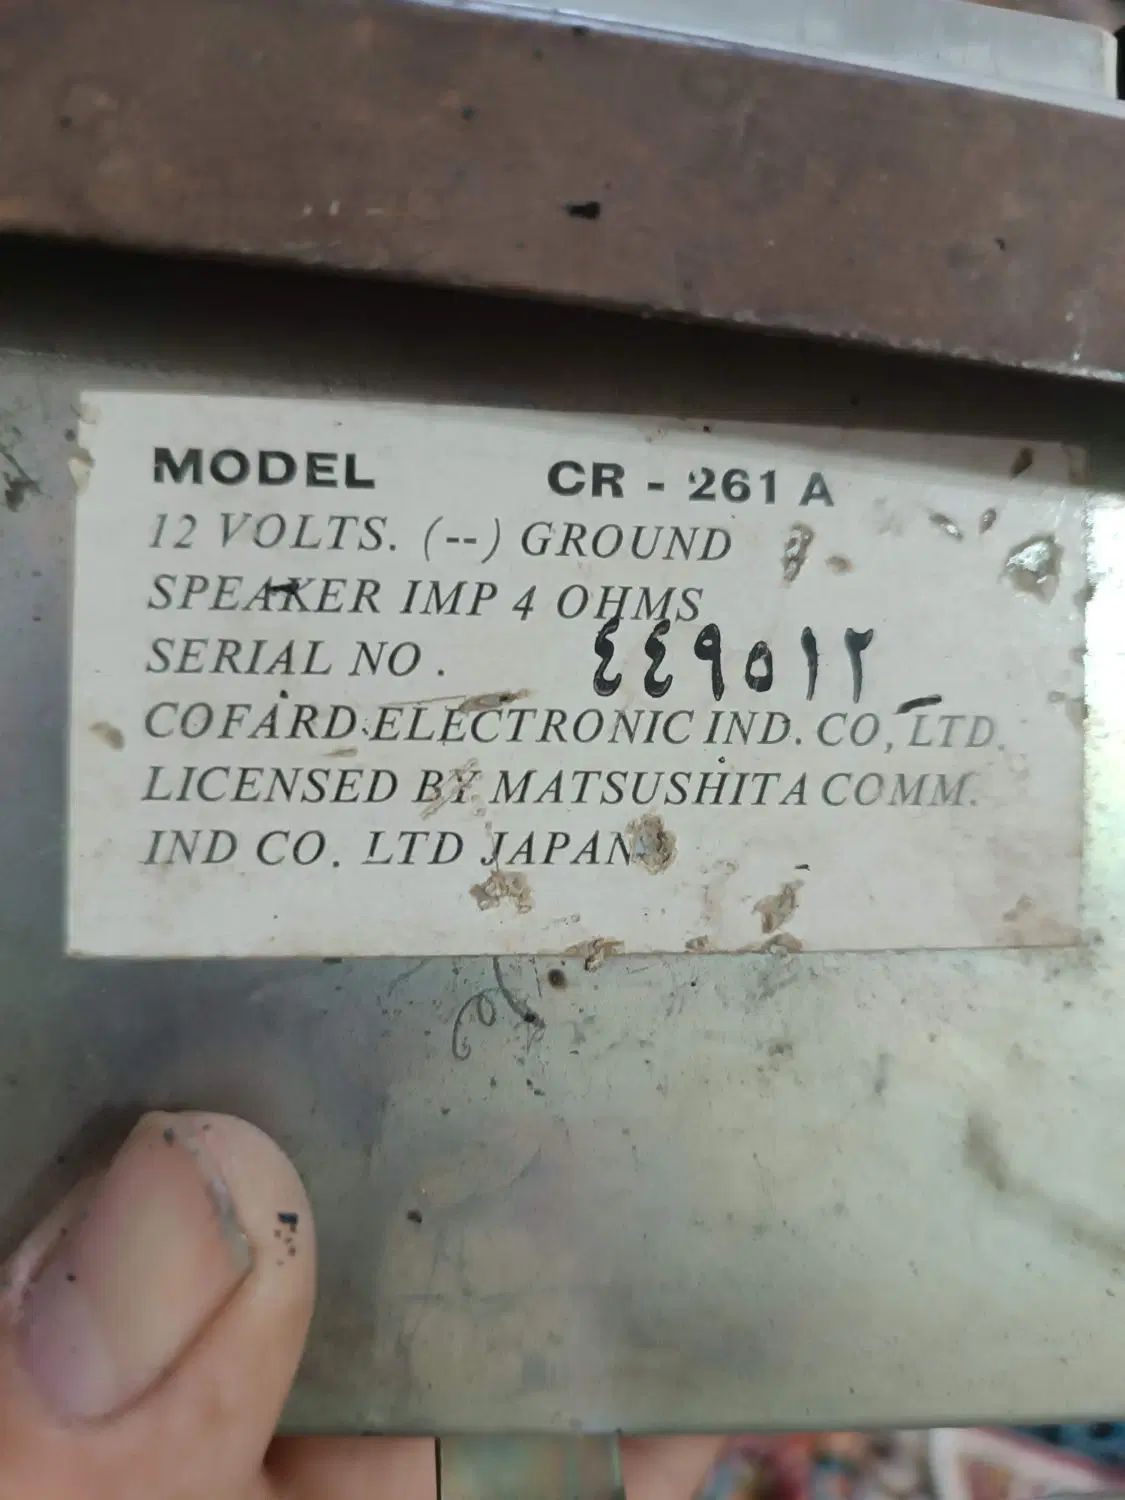 MODEL CR - 261 A
12 VOLTS. (--) GROUND
SPEAKER IMP 4 OHMS
SERIAL NO . ٤٤٩٥١٢
COFARD ELECTRONIC IND. CO, LTD.
LICENSED BY MATSUSHITA COMM.
IND CO. LTD JAPAN